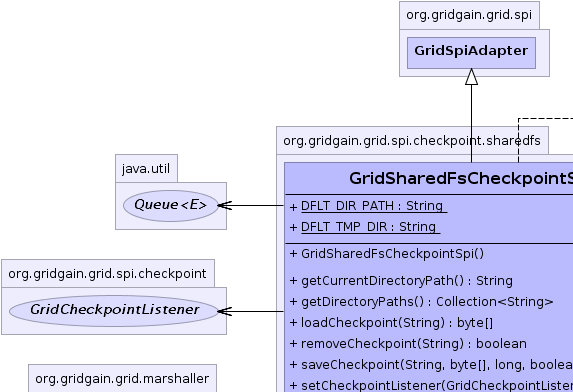 org.gridgain.grid.spi
GridSpiAdapter
org.gridgain.grid.spi.checkpoint.sharedfs
java.util
Queue<E>
GridSharedFsCheckpointS
+ DFLT_DIR_PATH : String
+ DFLT_TMP_DIR : String
+ GridSharedFsCheckpointSpi()
org.gridgain.grid.spi.checkpoint
GridCheckpointListener
+ getCurrentDirectoryPath() : String
+ getDirectoryPaths() : Collection<String>
+ loadCheckpoint(String) : byte[]
+ removeCheckpoint(String) : boolean
+ saveCheckpoint(String, byte[], long, boolea
+ setCheckpointListener(GridCheckpointListen
org.gridgain.grid.marshaller